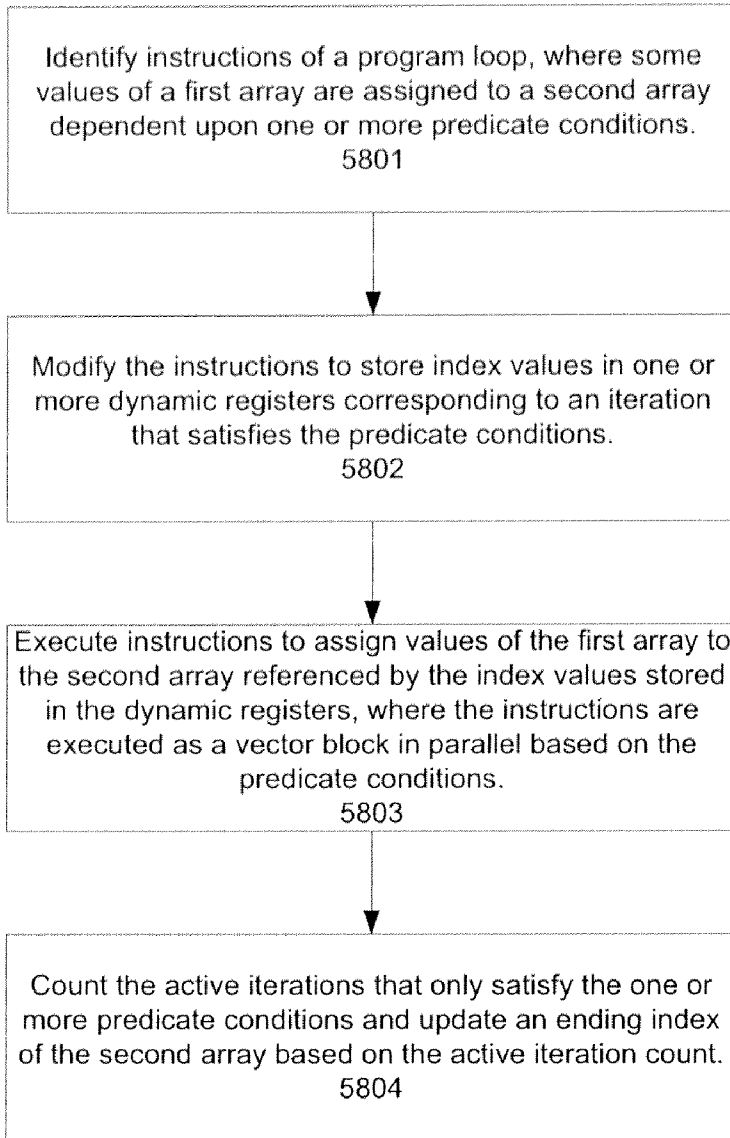 Identify instructions of a program loop, where some
values of a first array are assigned to a second array
dependent upon one or more predicate conditions.
5801
Modify the instructions to store index values in one or
more dynamic registers corresponding to an iteration
that satisfies the predicate conditions.
5802
Execute instructions to assign values of the first array to
the second array referenced by the index values stored
in the dynamic registers, where the instructions are
executed as a vector block in parallel based on the
predicate conditions.
5803
Count the active iterations that only satisfy the one or
more predicate conditions and update an ending index
of the second array based on the active iteration count.
5804